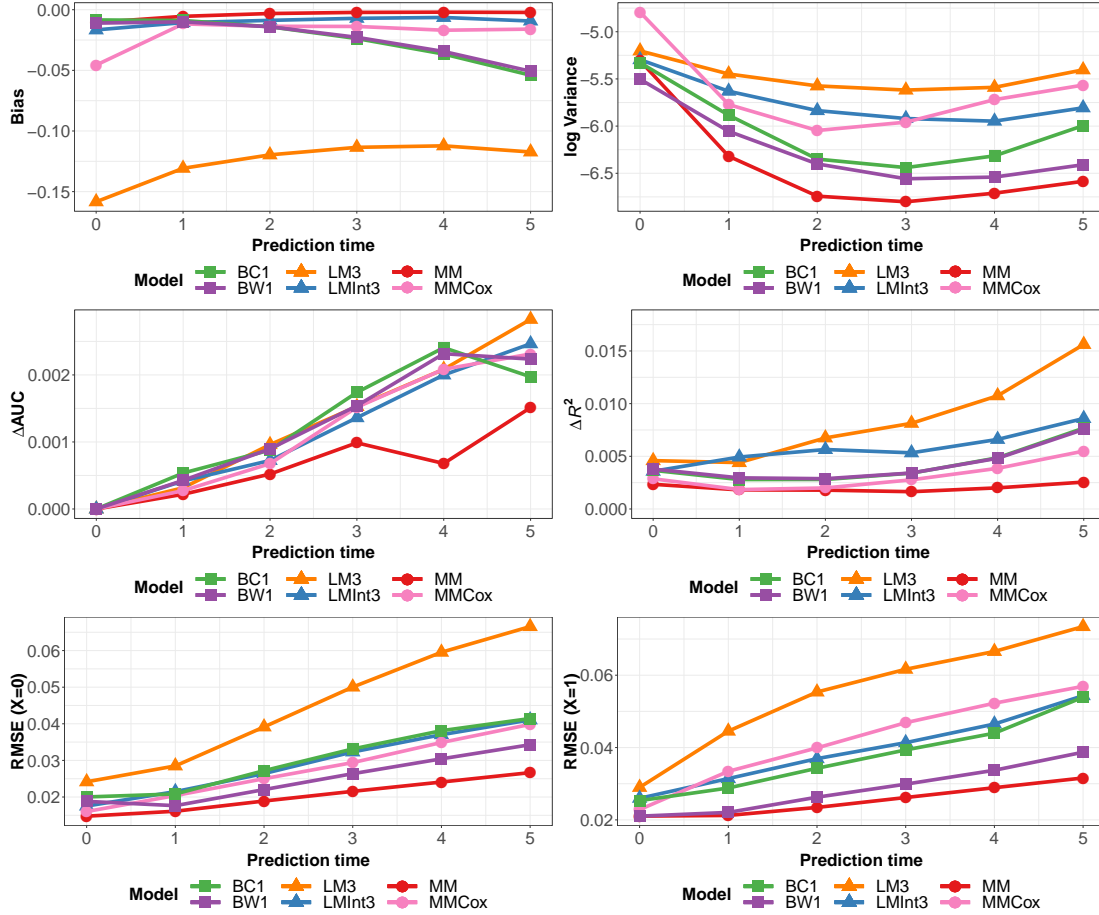 0.00
−0.05
−0.10
−0.15
Bias
0 1 2 3 4 5
Prediction time
Model BC1 LM3 MM
BW1 LMInt3 MMCox
−5.0
−5.5
−6.0
−6.5
log Variance
0 1 2 3 4 5
Prediction time
Model BC1 LM3 MM
BW1 LMInt3 MMCox
0.002
0.001
0.000
ΔAUC
0 1 2 3 4 5
Prediction time
Model BC1 LM3 MM
BW1 LMInt3 MMCox
0.015
0.010
0.005
0.000
ΔR²
0 1 2 3 4 5
Prediction time
Model BC1 LM3 MM
BW1 LMInt3 MMCox
0.06
0.05
0.04
0.03
0.02
RMSE (X=0)
0 1 2 3 4 5
Prediction time
Model BC1 LM3 MM
BW1 LMInt3 MMCox
0.06
0.04
0.02
RMSE (X=1)
0 1 2 3 4 5
Prediction time
Model BC1 LM3 MM
BW1 LMInt3 MMCox